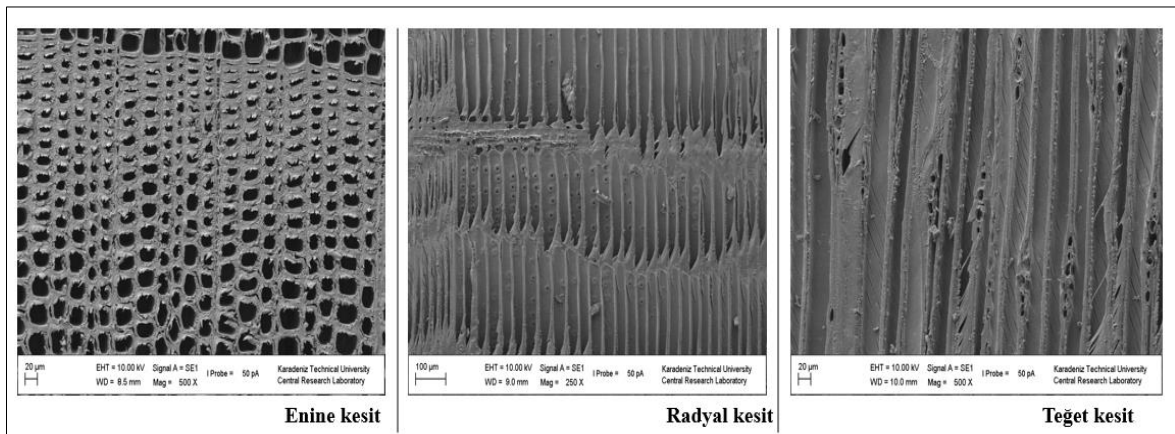 20 µm
EHT = 10.00 kV Signal A = SE1 I Probe = 50 pA Karadeniz Technical University
WD = 8.5 mm Mag = 500 X Central Research Laboratory
Enine kesit
100 µm
EHT = 10.00 kV Signal A = SE1 I Probe = 50 pA Karadeniz Technical University
WD = 9.0 mm Mag = 250 X Central Research Laboratory
Radyal kesit
20 µm
EHT = 10.00 kV Signal A = SE1 I Probe = 50 pA Karadeniz Technical University
WD = 10.0 mm Mag = 500 X Central Research Laboratory
Teğet kesit